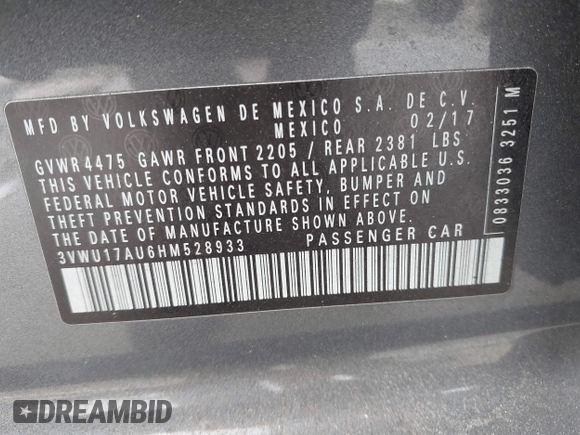 MFD BY VOLKSWAGEN DE MEXICO S.A. DE C.V.
MEXICO 02/17
GVWR4475 GAWR FRONT 2205 / REAR 2381 LBS
THIS VEHICLE CONFORMS TO ALL APPLICABLE U.S.
FEDERAL MOTOR VEHICLE SAFETY, BUMPER AND
THEFT PREVENTION STANDARDS IN EFFECT ON
THE DATE OF MANUFACTURE SHOWN ABOVE.
3VWU17AU6HM528933 PASSENGER CAR
0833036 3251 M
DREAMBID